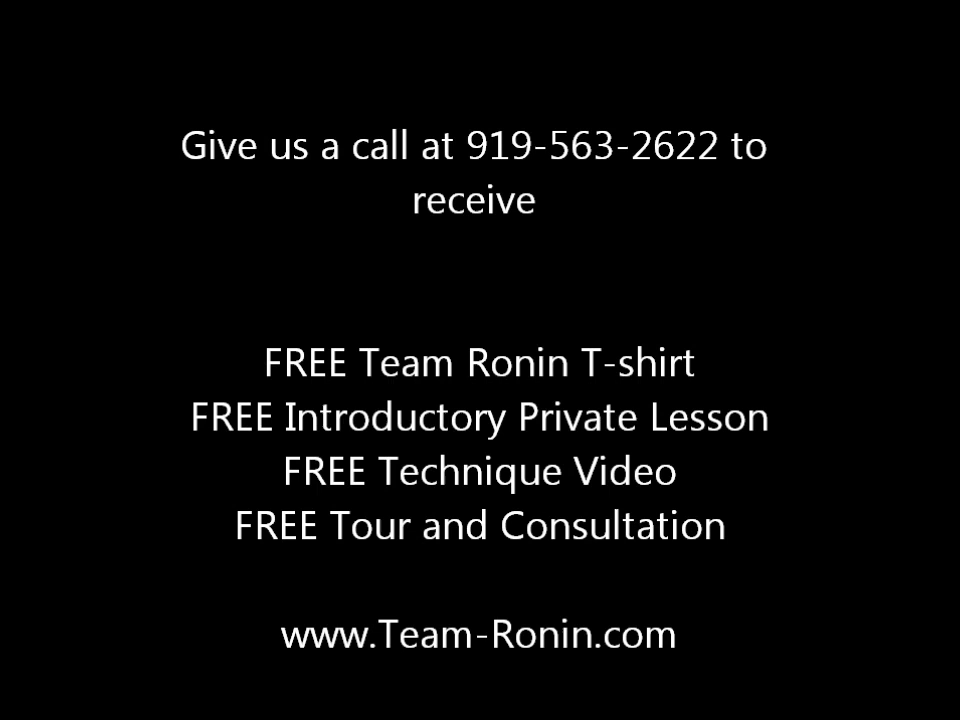 Give us a call at 919-563-2622 to
receive
FREE Team Ronin T-shirt
FREE Introductory Private Lesson
FREE Technique Video
FREE Tour and Consultation
www.Team-Ronin.com